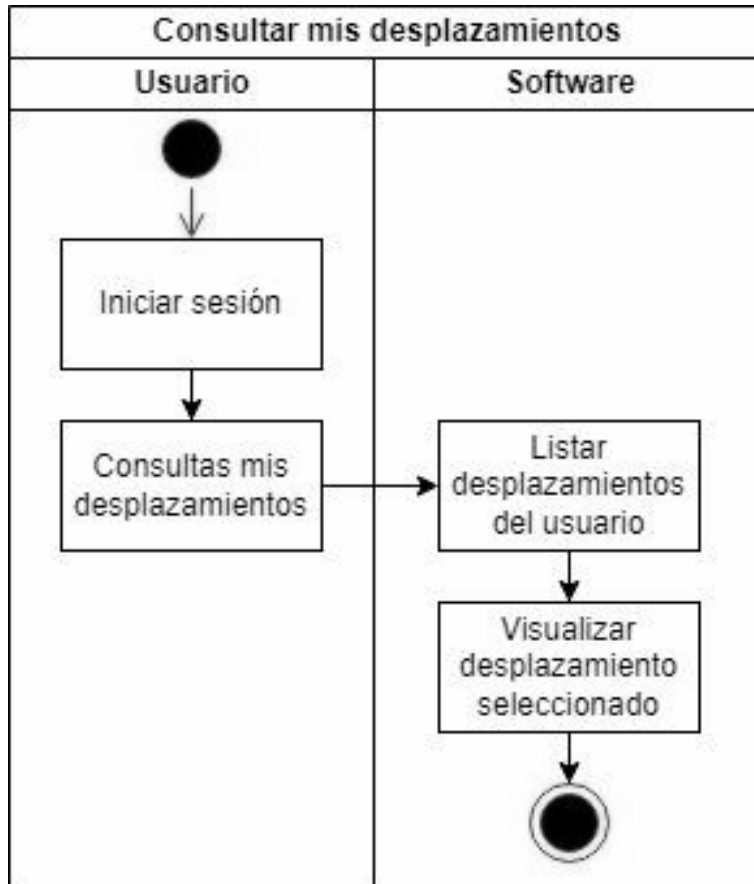 Consultar mis desplazamientos
Usuario
Software
Iniciar sesión
Consultas mis
desplazamientos
Listar
desplazamientos
del usuario
Visualizar
desplazamiento
seleccionado